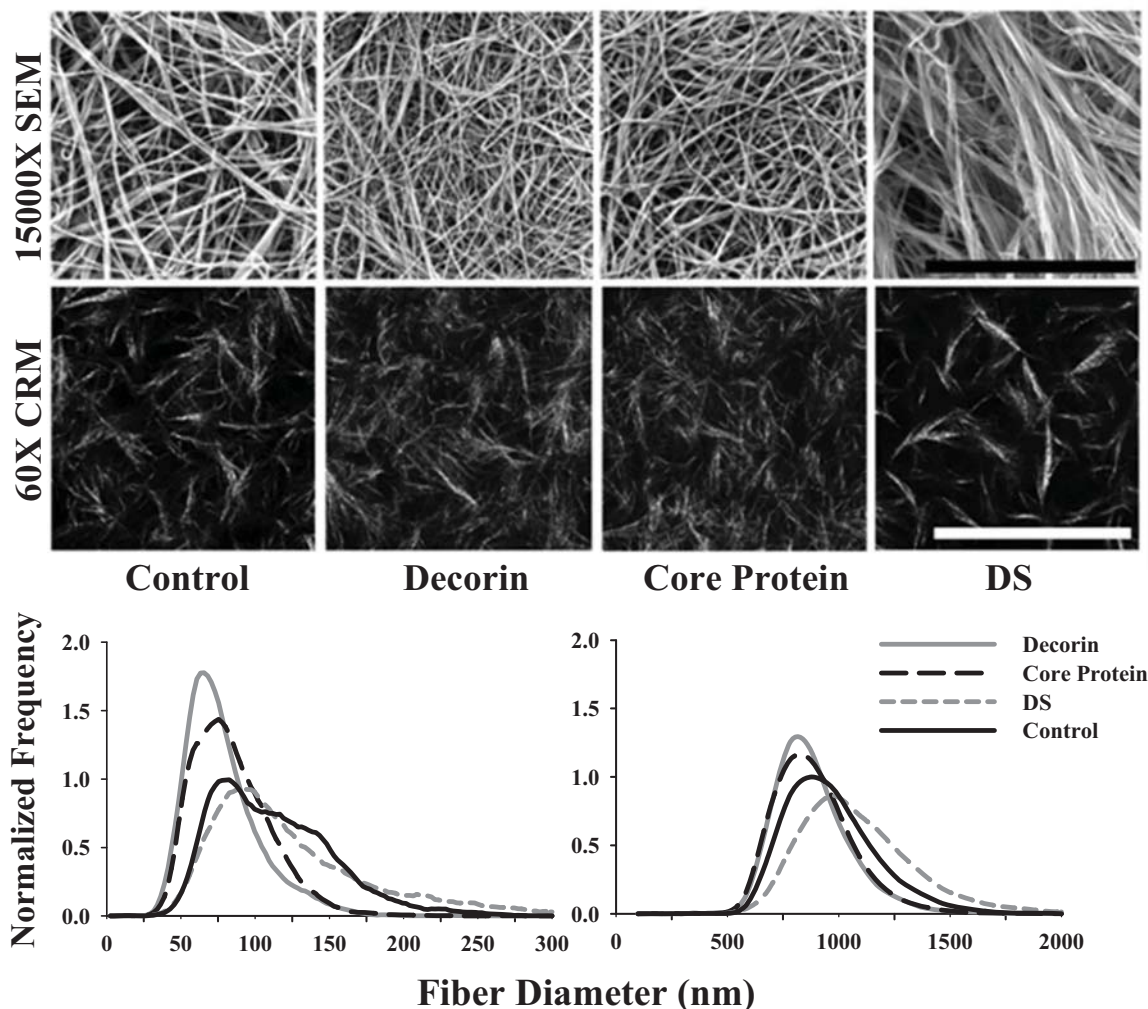 15000X SEM
60X CRM
Control Decorin Core Protein DS
Normalized Frequency
2.0 2.0
1.5 1.5
1.0 1.0
0.5 0.5
0.0 0.0
0 50 100 150 200 250 300
500 1000 1500 2000
Decorin
Core Protein
DS
Control
Fiber Diameter (nm)